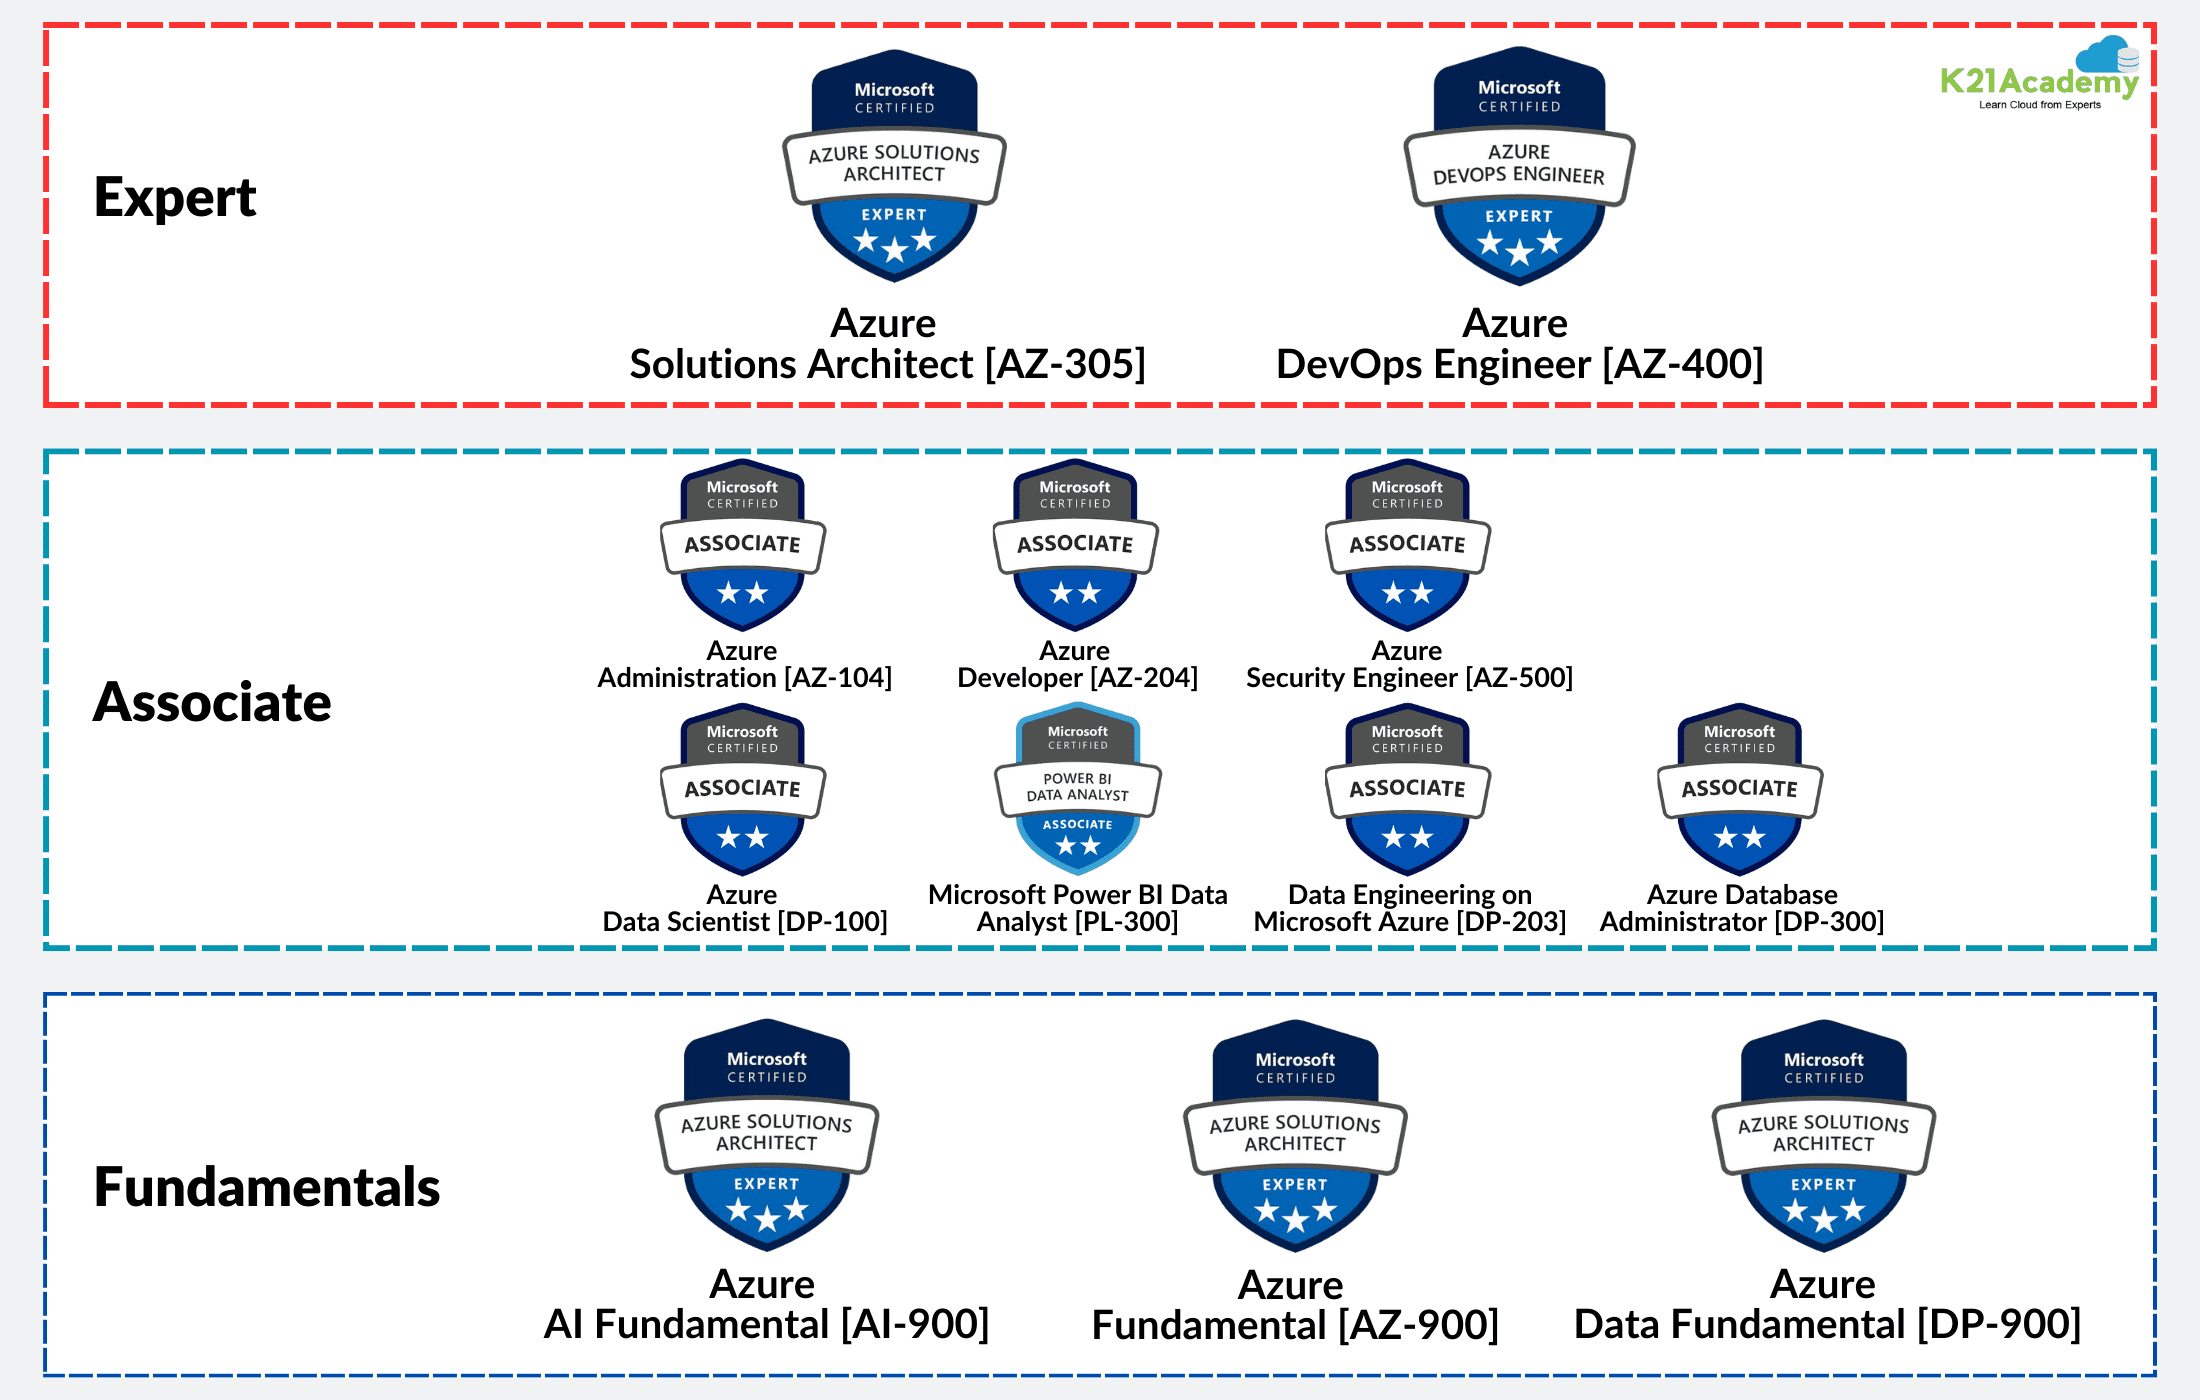 K21Academy
Learn Cloud from Experts
Expert
Microsoft
CERTIFIED
AZURE SOLUTIONS
ARCHITECT
EXPERT
Azure
Solutions Architect [AZ-305]
Microsoft
CERTIFIED
AZURE
DEVOPS ENGINEER
EXPERT
Azure
DevOps Engineer [AZ-400]
Associate
Microsoft
CERTIFIED
ASSOCIATE
Azure
Administration [AZ-104]
Microsoft
CERTIFIED
ASSOCIATE
Azure
Developer [AZ-204]
Microsoft
CERTIFIED
ASSOCIATE
Azure
Security Engineer [AZ-500]
Microsoft
CERTIFIED
ASSOCIATE
Azure
Data Scientist [DP-100]
Microsoft
CERTIFIED
POWER BI
DATA ANALYST
ASSOCIATE
Microsoft Power BI Data
Analyst [PL-300]
Microsoft
CERTIFIED
ASSOCIATE
Data Engineering on
Microsoft Azure [DP-203]
Microsoft
CERTIFIED
ASSOCIATE
Azure Database
Administrator [DP-300]
Fundamentals
Microsoft
CERTIFIED
AZURE SOLUTIONS
ARCHITECT
EXPERT
Azure
AI Fundamental [AI-900]
Microsoft
CERTIFIED
AZURE SOLUTIONS
ARCHITECT
EXPERT
Azure
Fundamental [AZ-900]
Microsoft
CERTIFIED
AZURE SOLUTIONS
ARCHITECT
EXPERT
Azure
Data Fundamental [DP-900]